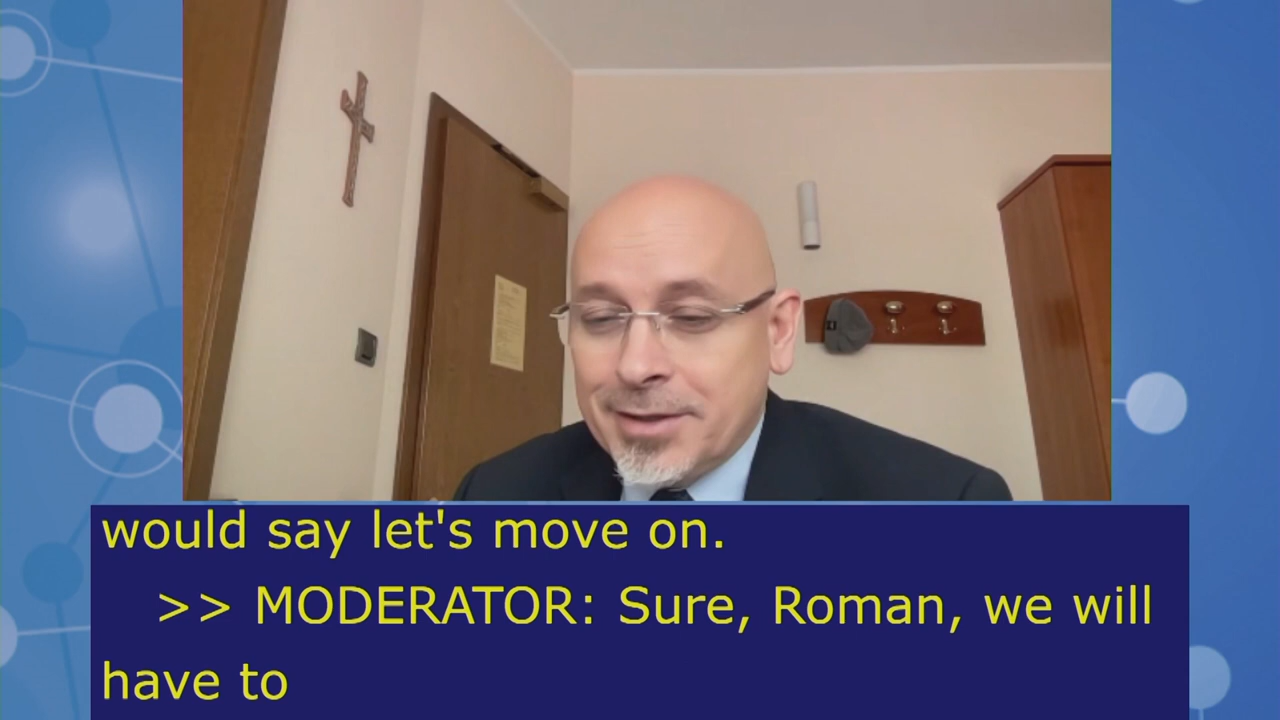 would say let's move on.
>> MODERATOR: Sure, Roman, we will
have to